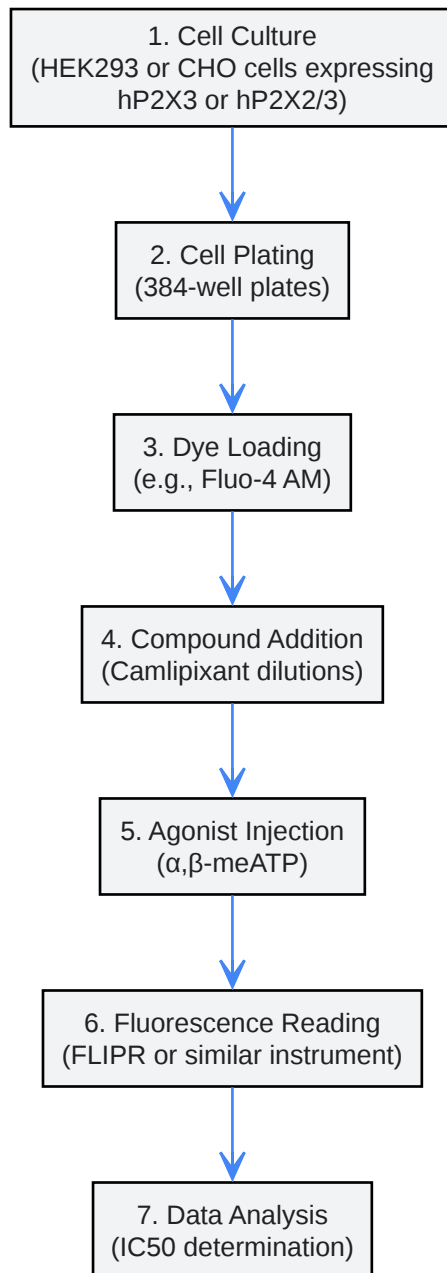 1. Cell Culture
(HEK293 or CHO cells expressing
hP2X3 or hP2X2/3)
2. Cell Plating
(384-well plates)
3. Dye Loading
(e.g., Fluo-4 AM)
4. Compound Addition
(Camlipixant dilutions)
5. Agonist Injection
(α,β-meATP)
6. Fluorescence Reading
(FLIPR or similar instrument)
7. Data Analysis
(IC50 determination)